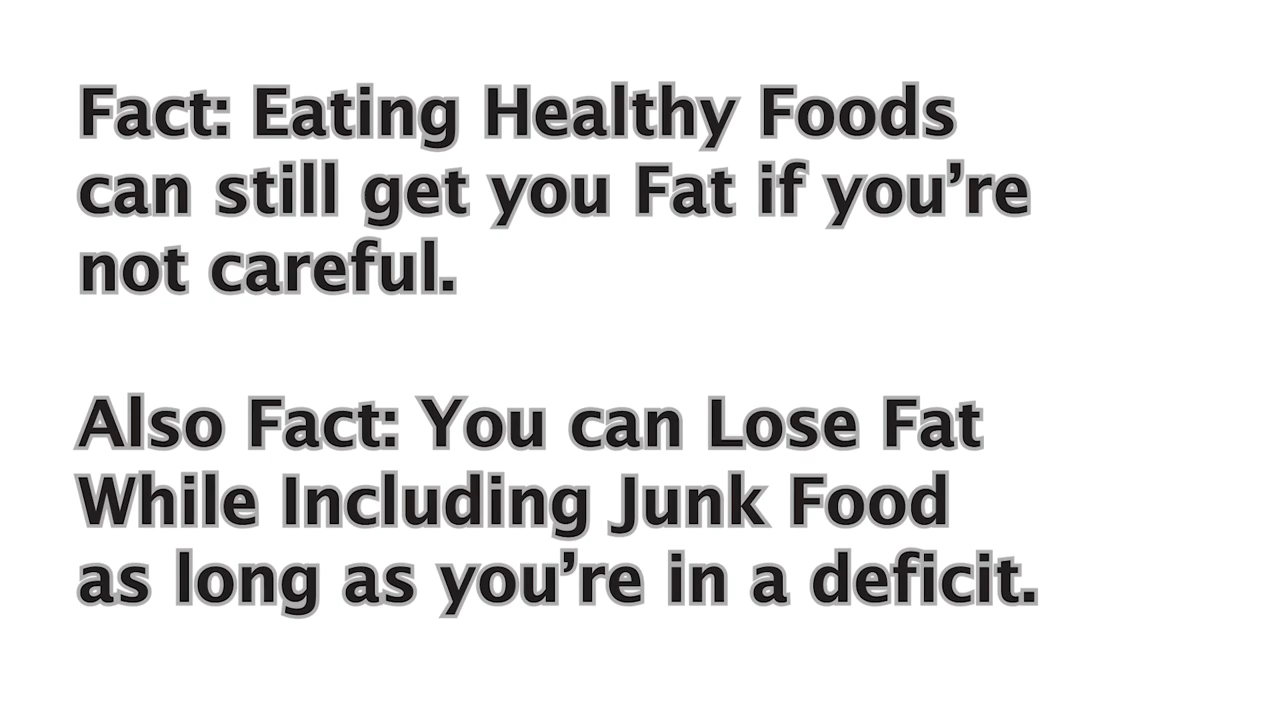 Fact: Eating Healthy Foods
can still get you Fat if you’re
not careful.
Also Fact: You can Lose Fat
While Including Junk Food
as long as you’re in a deficit.